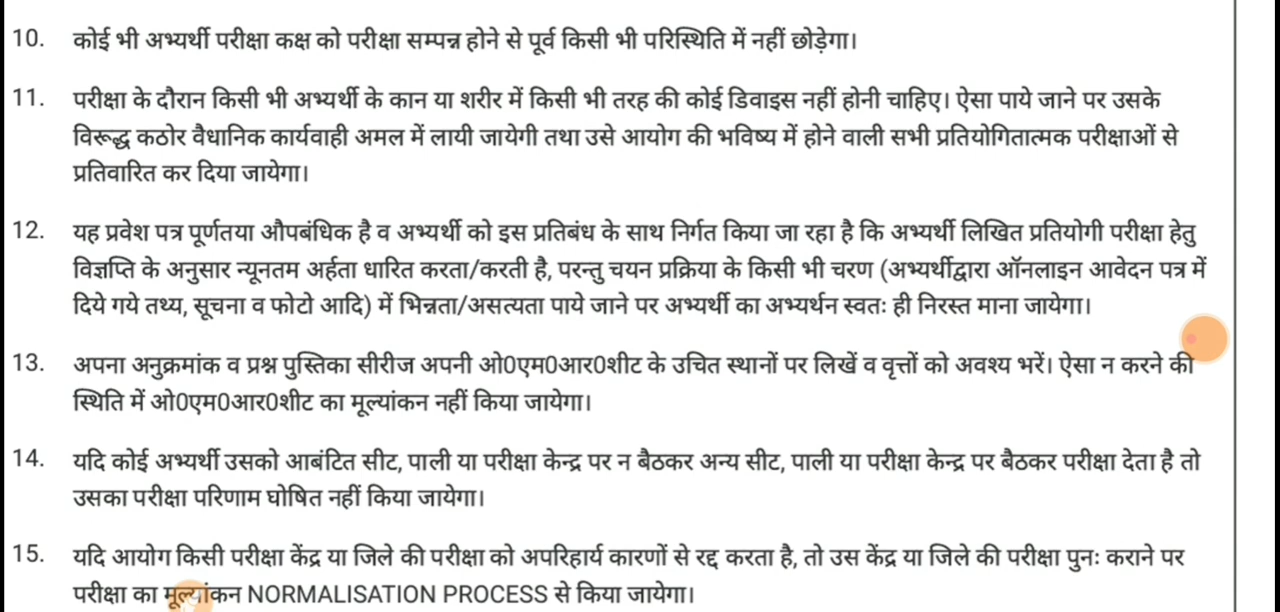 10. कोई भी अभ्यर्थी परीक्षा कक्ष को परीक्षा सम्पन्न होने से पूर्व किसी भी परिस्थिति में नहीं छोड़ेगा।
11. परीक्षा के दौरान किसी भी अभ्यर्थी के कान या शरीर में किसी भी तरह की कोई डिवाइस नहीं होनी चाहिए। ऐसा पाये जाने पर उसके
विरूद्ध कठोर वैधानिक कार्यवाही अमल में लायी जायेगी तथा उसे आयोग की भविष्य में होने वाली सभी प्रतियोगितात्मक परीक्षाओं से
प्रतिवारित कर दिया जायेगा।
12. यह प्रवेश पत्र पूर्णतया औपबंधिक है व अभ्यर्थी को इस प्रतिबंध के साथ निर्गत किया जा रहा है कि अभ्यर्थी लिखित प्रतियोगी परीक्षा हेतु
विज्ञप्ति के अनुसार न्यूनतम अर्हता धारित करता/करती है, परन्तु चयन प्रक्रिया के किसी भी चरण (अभ्यर्थीद्वारा ऑनलाइन आवेदन पत्र में
दिये गये तथ्य, सूचना व फोटो आदि) में भिन्नता/असत्यता पाये जाने पर अभ्यर्थी का अभ्यर्थन स्वतः ही निरस्त माना जायेगा।
13. अपना अनुक्रमांक व प्रश्न पुस्तिका सीरीज अपनी ओ0एम0आर0शीट के उचित स्थानों पर लिखें व वृत्तों को अवश्य भरें। ऐसा न करने की
स्थिति में ओ0एम0आर0शीट का मूल्यांकन नहीं किया जायेगा।
14. यदि कोई अभ्यर्थी उसको आबंटित सीट, पाली या परीक्षा केन्द्र पर न बैठकर अन्य सीट, पाली या परीक्षा केन्द्र पर बैठकर परीक्षा देता है तो
उसका परीक्षा परिणाम घोषित नहीं किया जायेगा।
15. यदि आयोग किसी परीक्षा केंद्र या जिले की परीक्षा को अपरिहार्य कारणों से रद्द करता है, तो उस केंद्र या जिले की परीक्षा पुनः कराने पर
परीक्षा का मूल्यांकन NORMALISATION PROCESS से किया जायेगा।